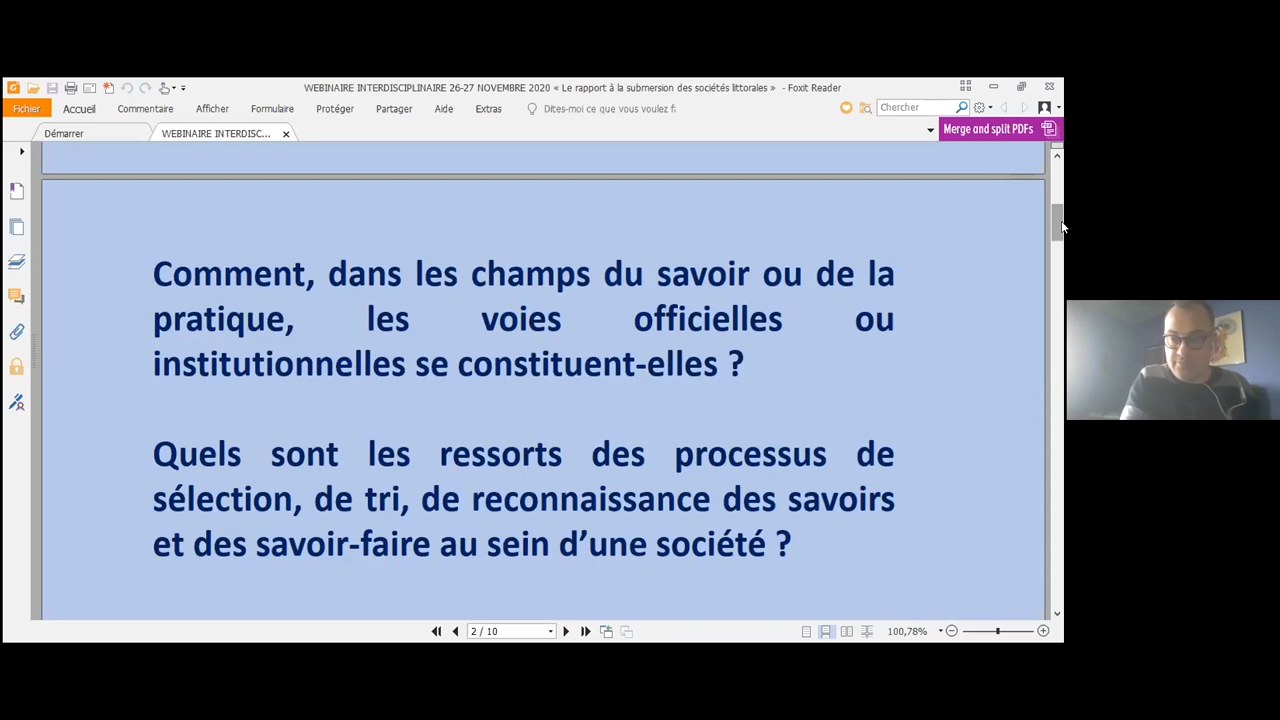 WEBINAIRE INTERDISCIPLINAIRE 26-27 NOVEMBRE 2020 « Le rapport à la submersion des sociétés littorales » - Foxit Reader
Fichier Accueil Commentaire Afficher Formulaire Protéger Partager Aide Extras Dites-moi ce que vous voulez f: Chercher
Démarrer WEBINAIRE INTERDISC... Merge and split PDFs
Comment, dans les champs du savoir ou de la
pratique, les voies officielles ou
institutionnelles se constituent-elles ?
Quels sont les ressorts des processus de
sélection, de tri, de reconnaissance des savoirs
et des savoir-faire au sein d’une société ?
2 / 10 100,78%